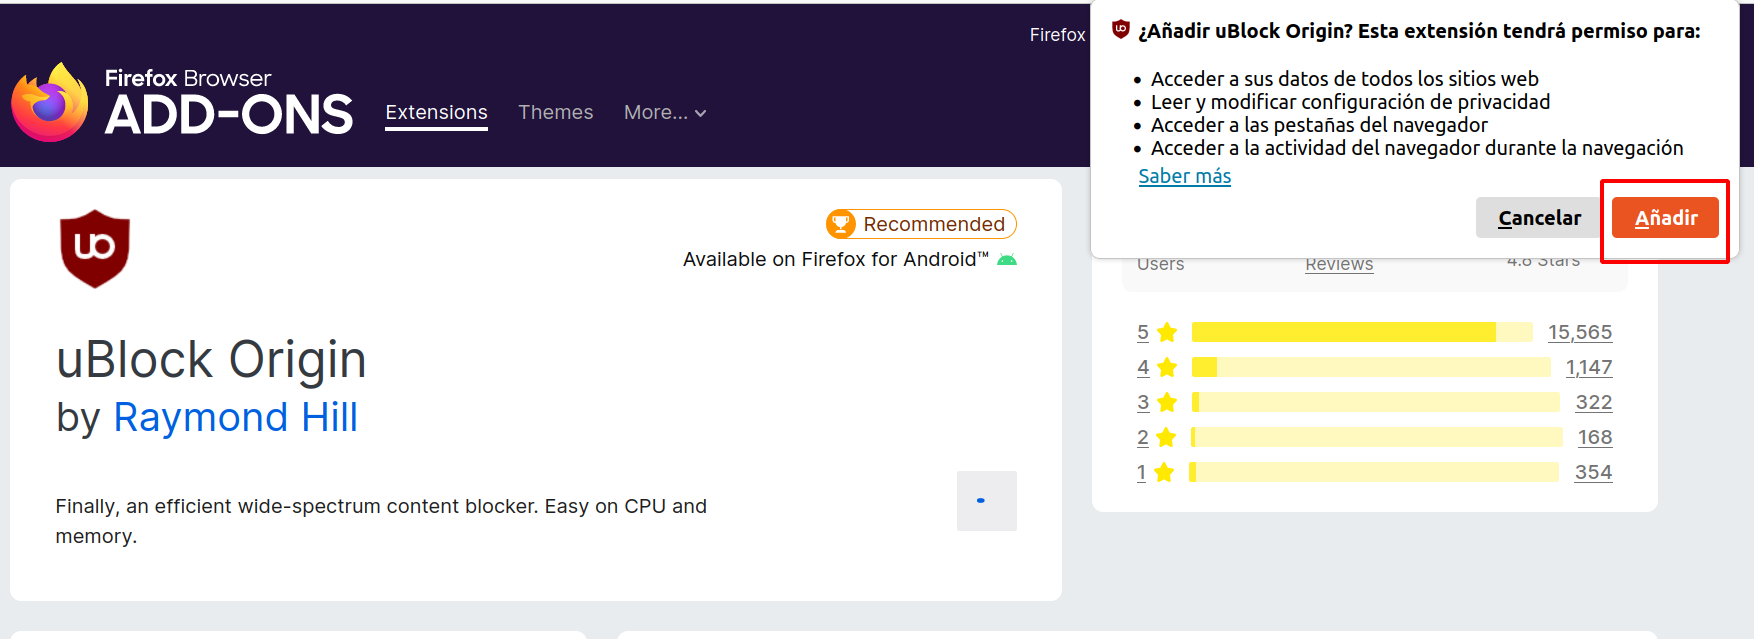 Firefox
Firefox Browser
ADD-ONS
Extensions
Themes
More...
¿Añadir uBlock Origin? Esta extensión tendrá permiso para:
Acceder a sus datos de todos los sitios web
Leer y modificar configuración de privacidad
Acceder a las pestañas del navegador
Acceder a la actividad del navegador durante la navegación
Saber más
Cancelar
Añadir
uo
Recommended
Available on Firefox for Android™
uBlock Origin
by Raymond Hill
Finally, an efficient wide-spectrum content blocker. Easy on CPU and
memory.
Users
Reviews
4.8 Stars
5 15,565
4 1,147
3 322
2 168
1 354